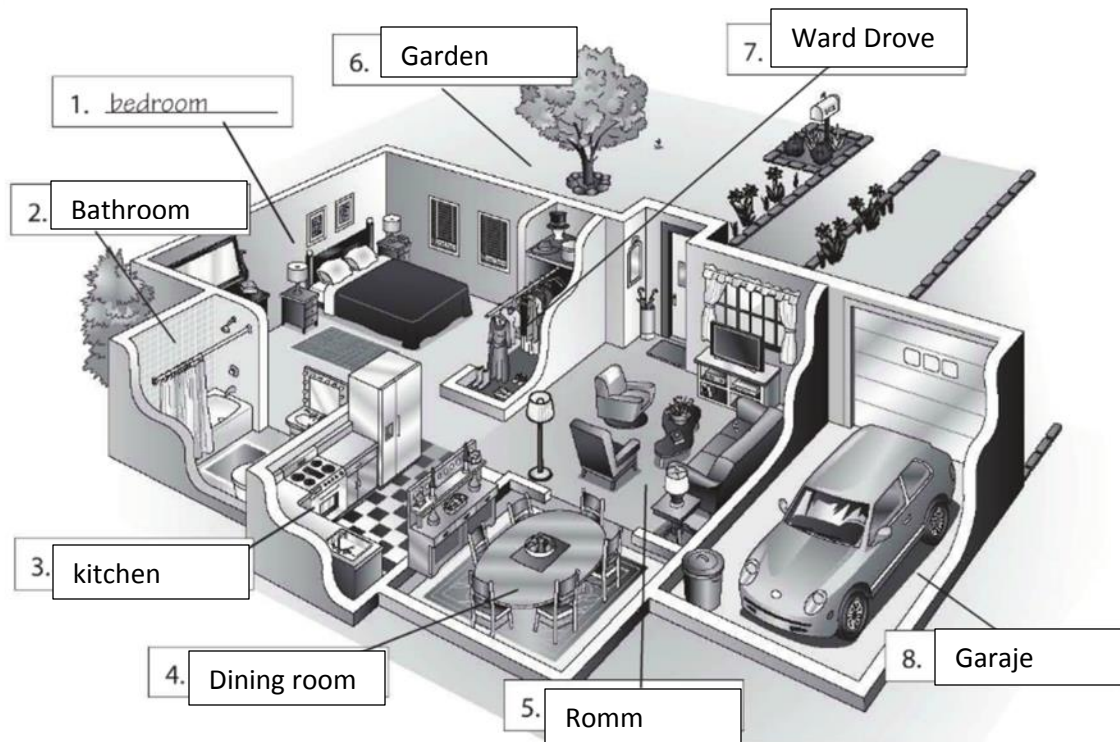 1. bedroom
2. Bathroom
3. kitchen
4. Dining room
5. Romm
6. Garden
7. Ward Drove
8. Garaje